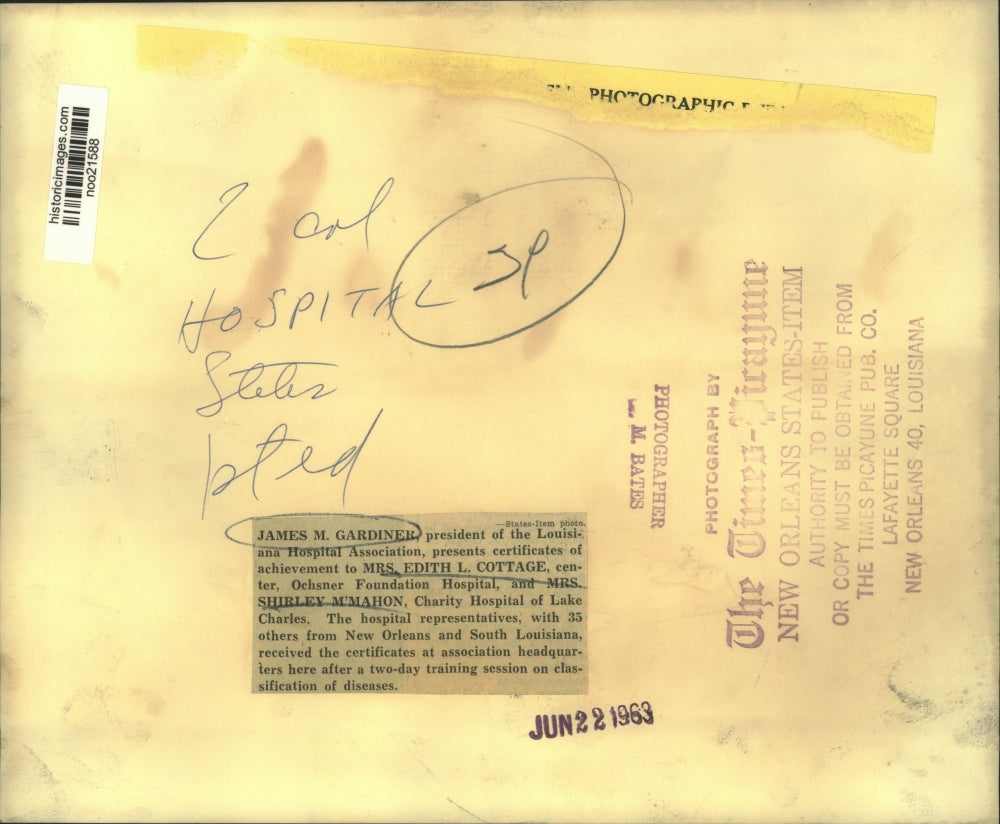 historicimages.com
noo21588
PHOTOGRAPHIC
2 col
HOSPITAL
States
pted
—States-Item photo.
JAMES M. GARDINER, president of the Louisi-
ana Hospital Association, presents certificates of
achievement to MRS. EDITH L. COTTAGE, cen-
ter, Ochsner Foundation Hospital, and MRS.
SHIRLEY M'MAHON, Charity Hospital of Lake
Charles. The hospital representatives, with 35
others from New Orleans and South Louisiana,
received the certificates at association headquar-
ters here after a two-day training session on clas-
sification of diseases.
JUN 22 1963
PHOTOGRAPHER
M. BATES
PHOTOGRAPH BY
The Times-Picayune
NEW ORLEANS STATES-ITEM
AUTHORITY TO PUBLISH
OR COPY MUST BE OBTAINED FROM
THE TIMES PICAYUNE PUB. CO.
LAFAYETTE SQUARE
NEW ORLEANS 40, LOUISIANA